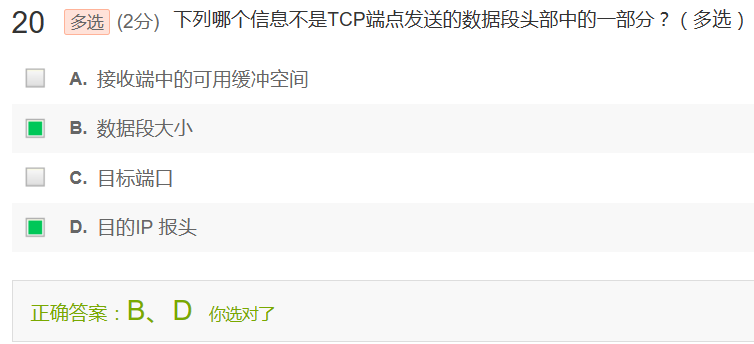 20 多选 (2分) 下列哪个信息不是TCP端点发送的数据段头部中的一部分？（多选）
A. 接收端中的可用缓冲空间
B. 数据段大小
C. 目标端口
D. 目的IP 报头
正确答案：B、D 你选对了